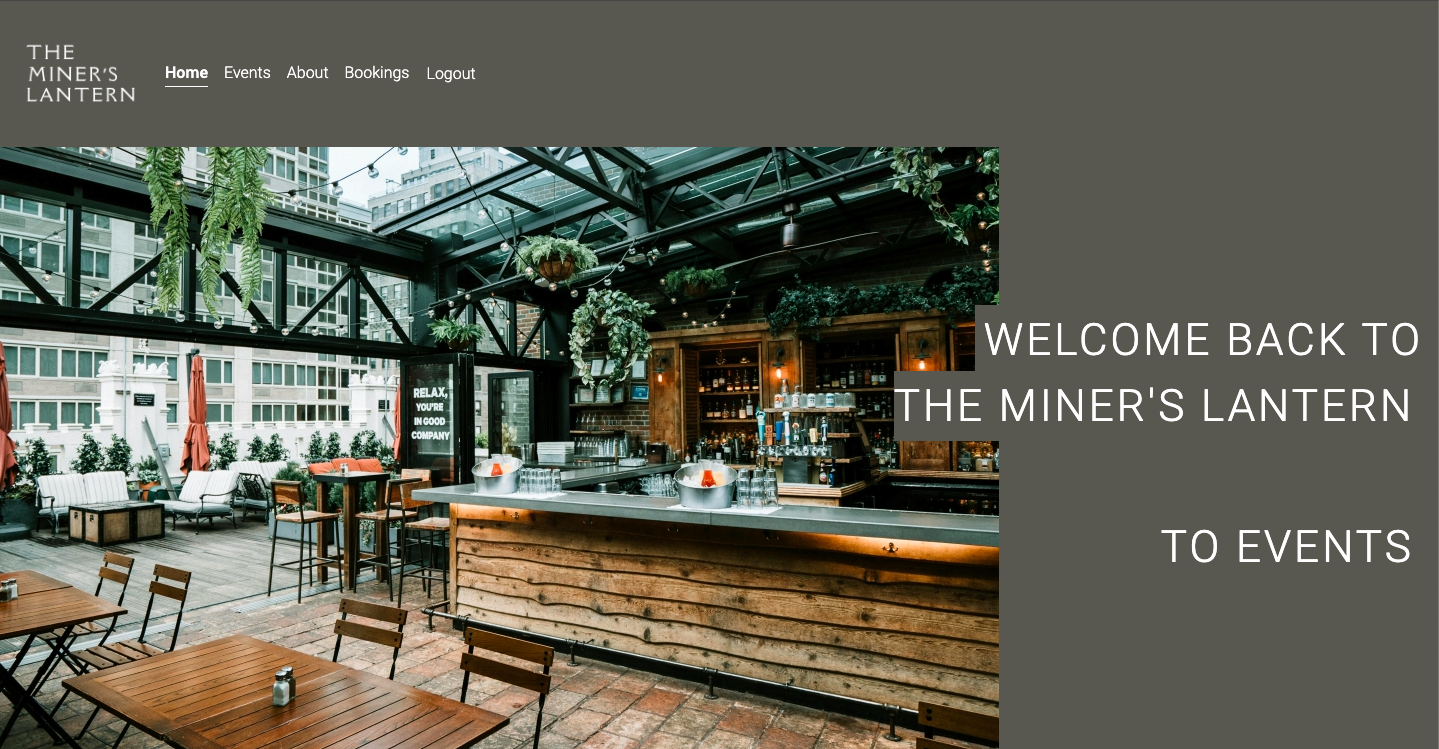 THE
MINER'S
LANTERN
Home Events About Bookings Logout
RELAX,
YOU'RE
IN GOOD
COMPANY
WELCOME BACK TO
THE MINER'S LANTERN
TO EVENTS